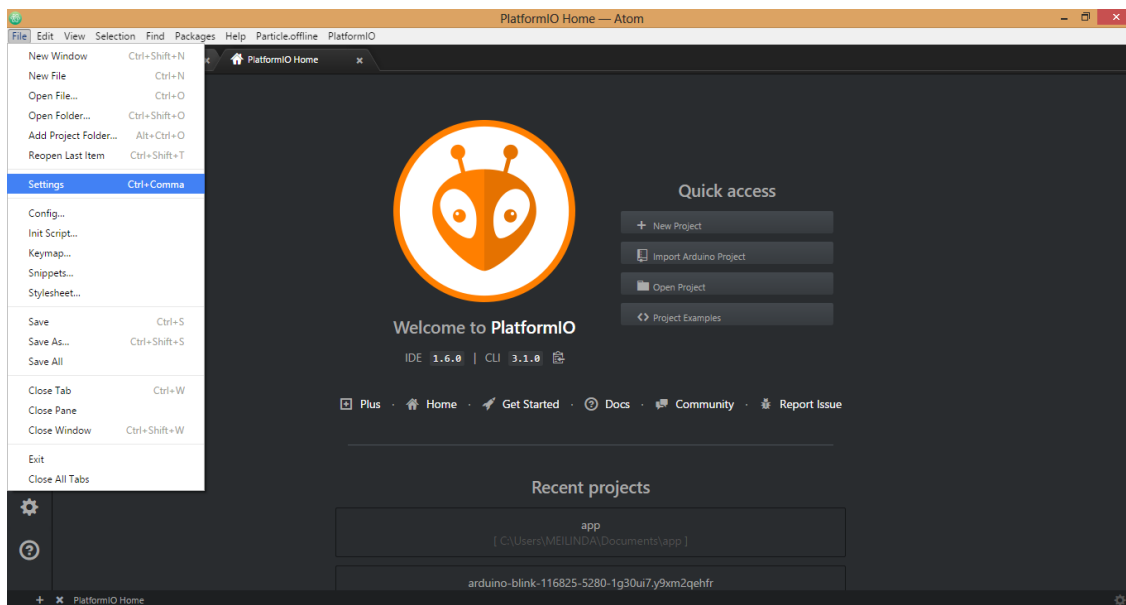 PlatformIO Home — Atom
File Edit View Selection Find Packages Help Particle.offline PlatformIO
PlatformIO Home
New Window Ctrl+Shift+N
New File Ctrl+N
Open File... Ctrl+O
Open Folder... Ctrl+Shift+O
Add Project Folder... Alt+Ctrl+O
Reopen Last Item Ctrl+Shift+T
Settings Ctrl+Comma
Config...
Init Script...
Keymap...
Snippets...
Stylesheet...
Save Ctrl+S
Save As... Ctrl+Shift+S
Save All
Close Tab Ctrl+W
Close Pane
Close Window Ctrl+Shift+W
Exit
Close All Tabs
Quick access
New Project
Import Arduino Project
Open Project
Project Examples
Welcome to PlatformIO
IDE 1.6.0 | CLI 3.1.0
Plus · Home · Get Started · Docs · Community · Report Issue
Recent projects
app
[ C:\Users\MEILINDA\Documents\app ]
arduino-blink-116825-5280-1g30ui7.y9xm2qehfr
PlatformIO Home